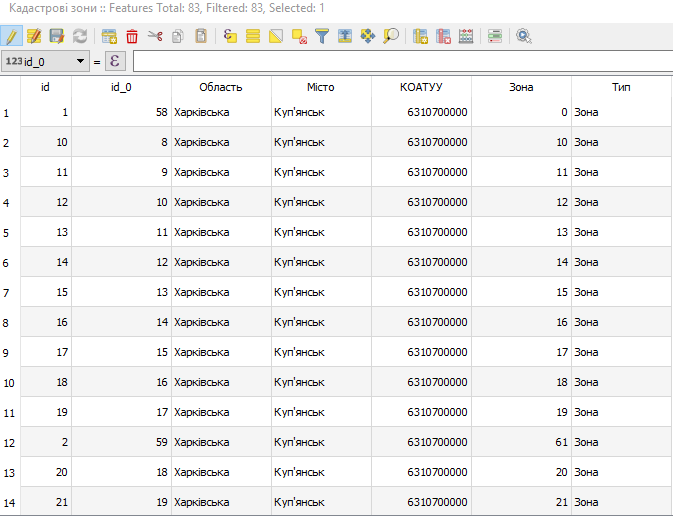 Кадастрові зони :: Features Total: 83, Filtered: 83, Selected: 1
123 id_0 = ε
id id_0 Область Місто КОАТУУ Зона Тип
1 1 58 Харківська Куп'янськ 6310700000 0 Зона
2 10 8 Харківська Куп'янськ 6310700000 10 Зона
3 11 9 Харківська Куп'янськ 6310700000 11 Зона
4 12 10 Харківська Куп'янськ 6310700000 12 Зона
5 13 11 Харківська Куп'янськ 6310700000 13 Зона
6 14 12 Харківська Куп'янськ 6310700000 14 Зона
7 15 13 Харківська Куп'янськ 6310700000 15 Зона
8 16 14 Харківська Куп'янськ 6310700000 16 Зона
9 17 15 Харківська Куп'янськ 6310700000 17 Зона
10 18 16 Харківська Куп'янськ 6310700000 18 Зона
11 19 17 Харківська Куп'янськ 6310700000 19 Зона
12 2 59 Харківська Куп'янськ 6310700000 61 Зона
13 20 18 Харківська Куп'янськ 6310700000 20 Зона
14 21 19 Харківська Куп'янськ 6310700000 21 Зона